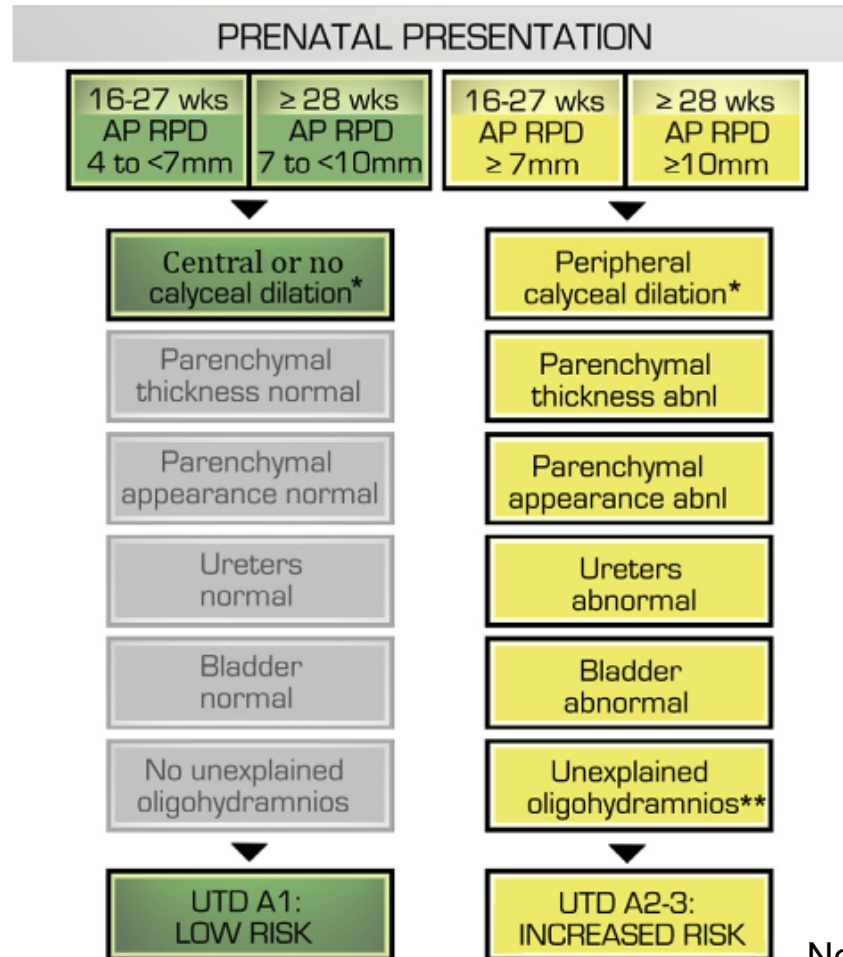 PRENATAL PRESENTATION
16-27 wks
AP RPD
4 to <7mm
≥ 28 wks
AP RPD
7 to <10mm
16-27 wks
AP RPD
≥ 7mm
≥ 28 wks
AP RPD
≥10mm
Central or no
calyceal dilation*
Peripheral
calyceal dilation*
Parenchymal
thickness normal
Parenchymal
thickness abnl
Parenchymal
appearance normal
Parenchymal
appearance abnl
Ureters
normal
Ureters
abnormal
Bladder
normal
Bladder
abnormal
No unexplained
oligohydramnios
Unexplained
oligohydramnios**
UTD A1:
LOW RISK
UTD A2-3:
INCREASED RISK